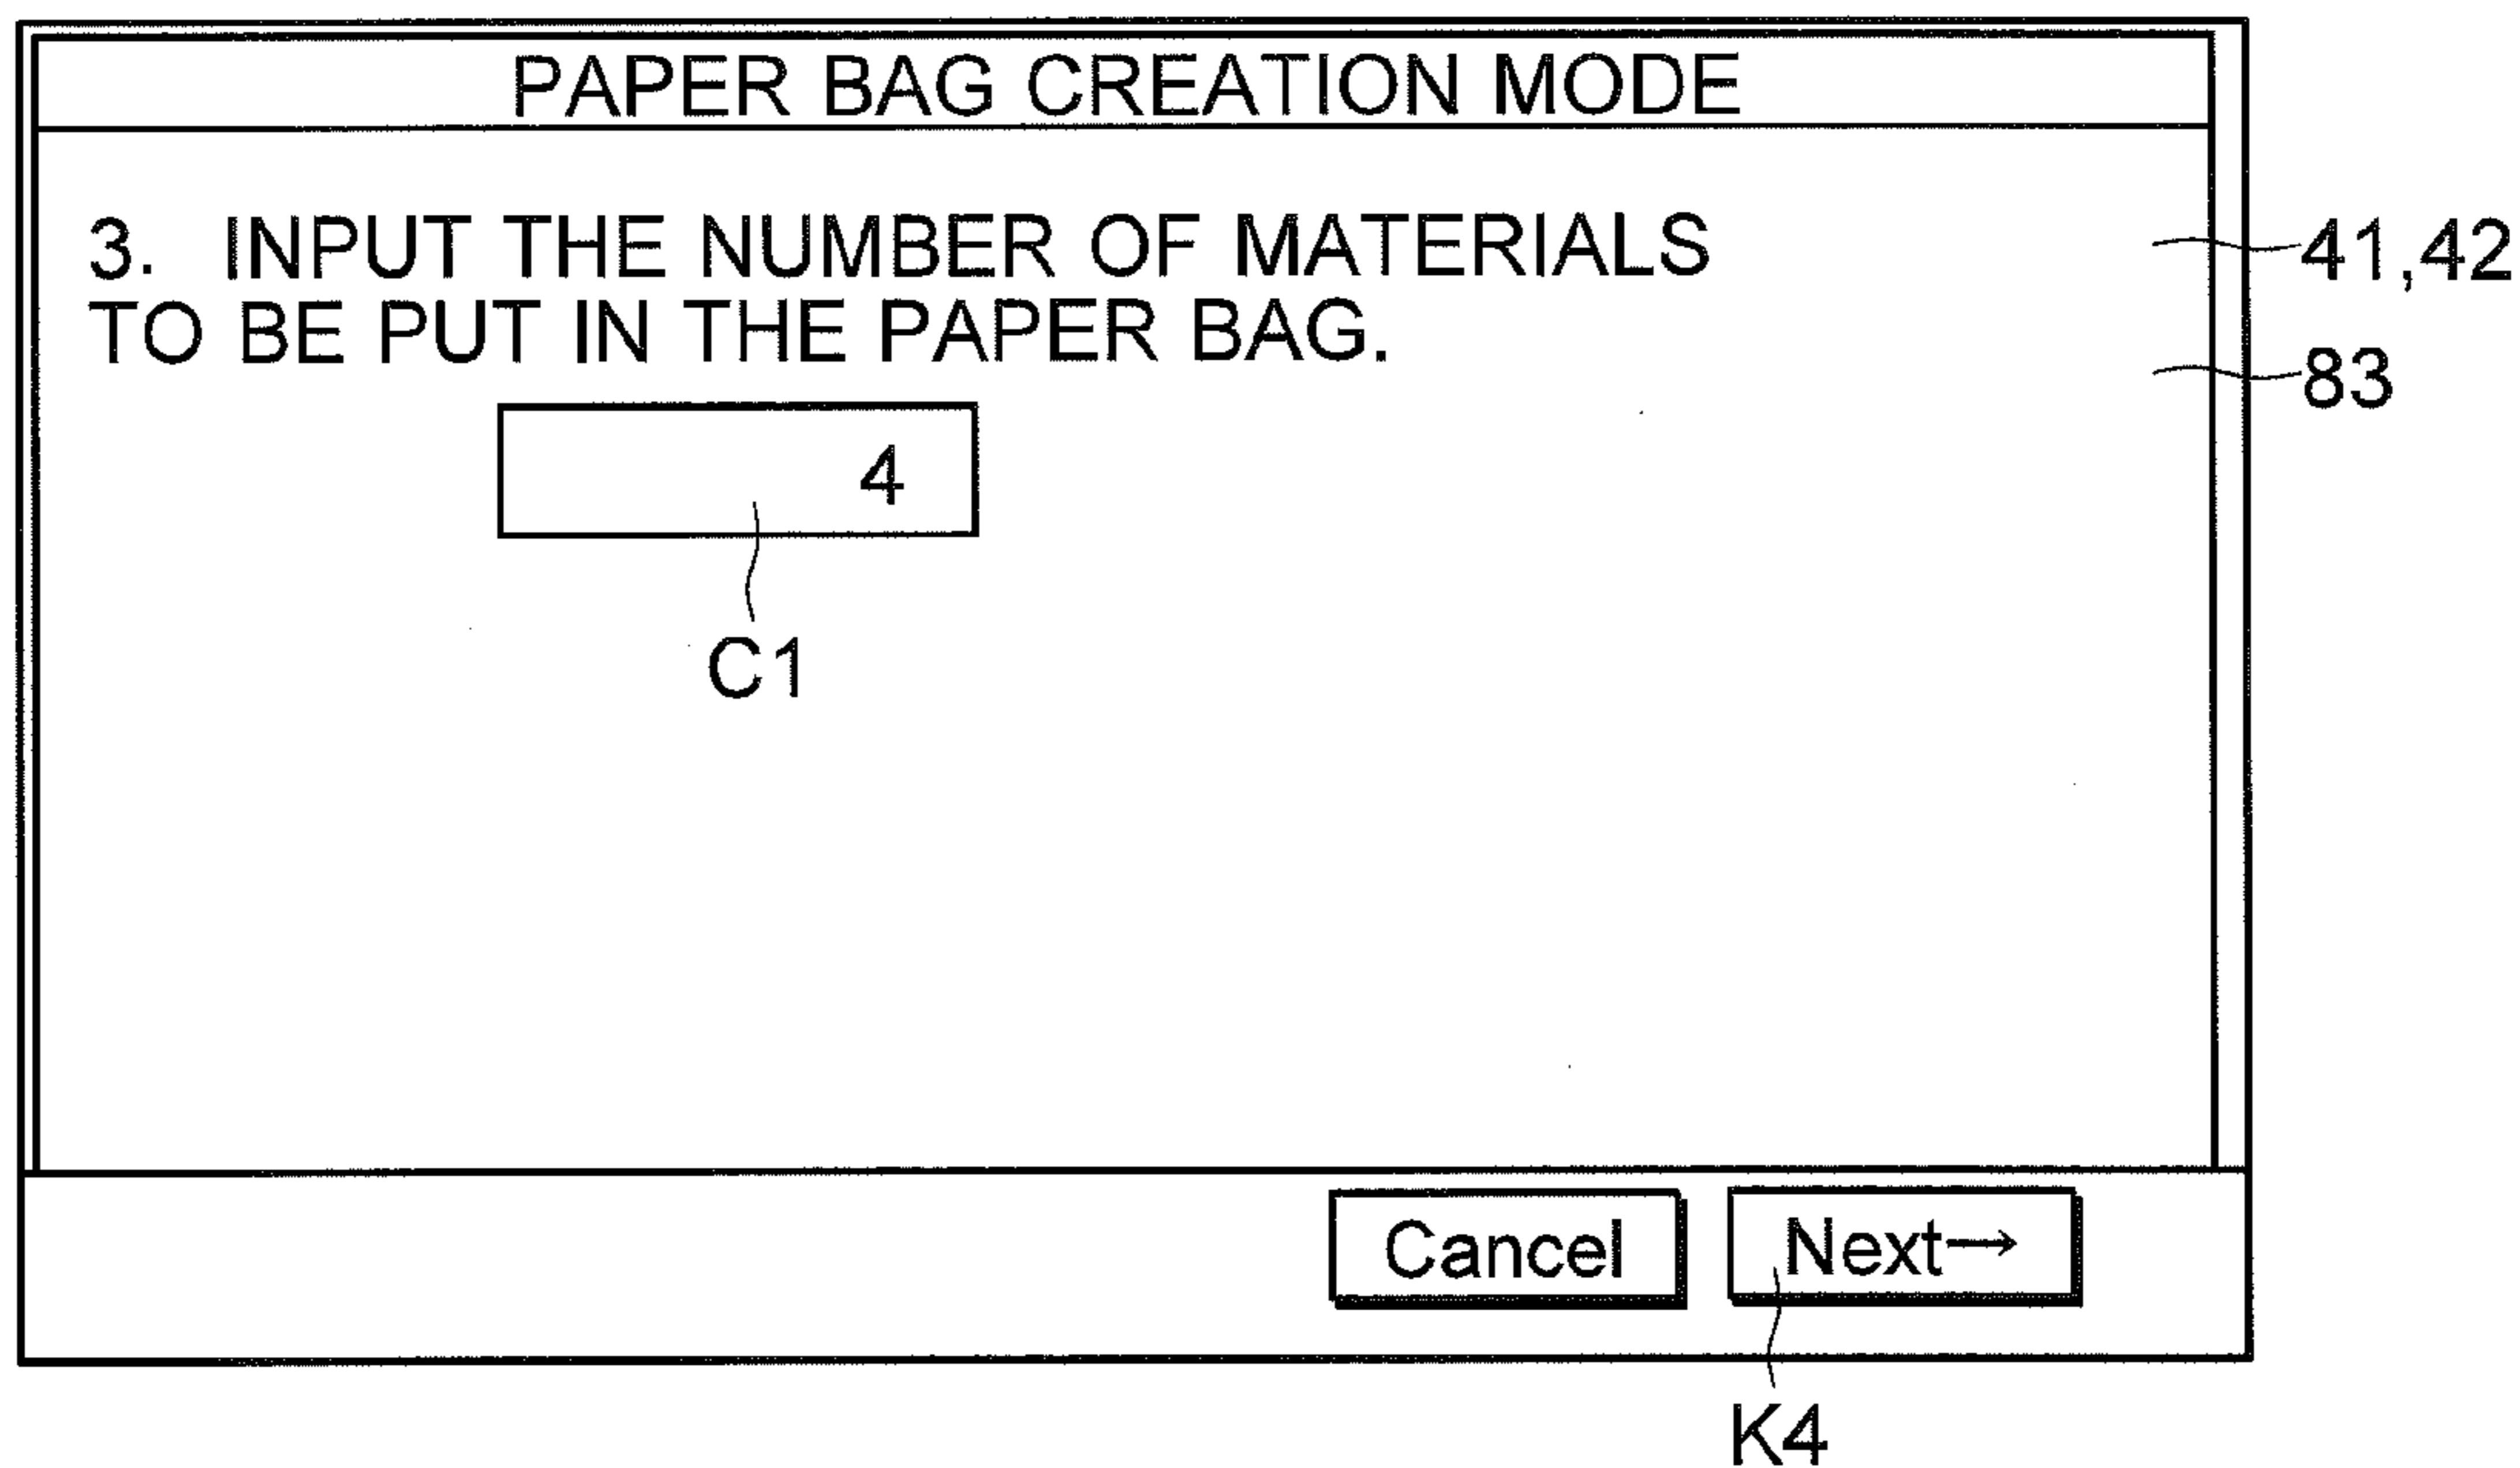 PAPER BAG CREATION MODE
3. INPUT THE NUMBER OF MATERIALS
TO BE PUT IN THE PAPER BAG.
41,42
83
4
C1
Cancel
Next→
K4